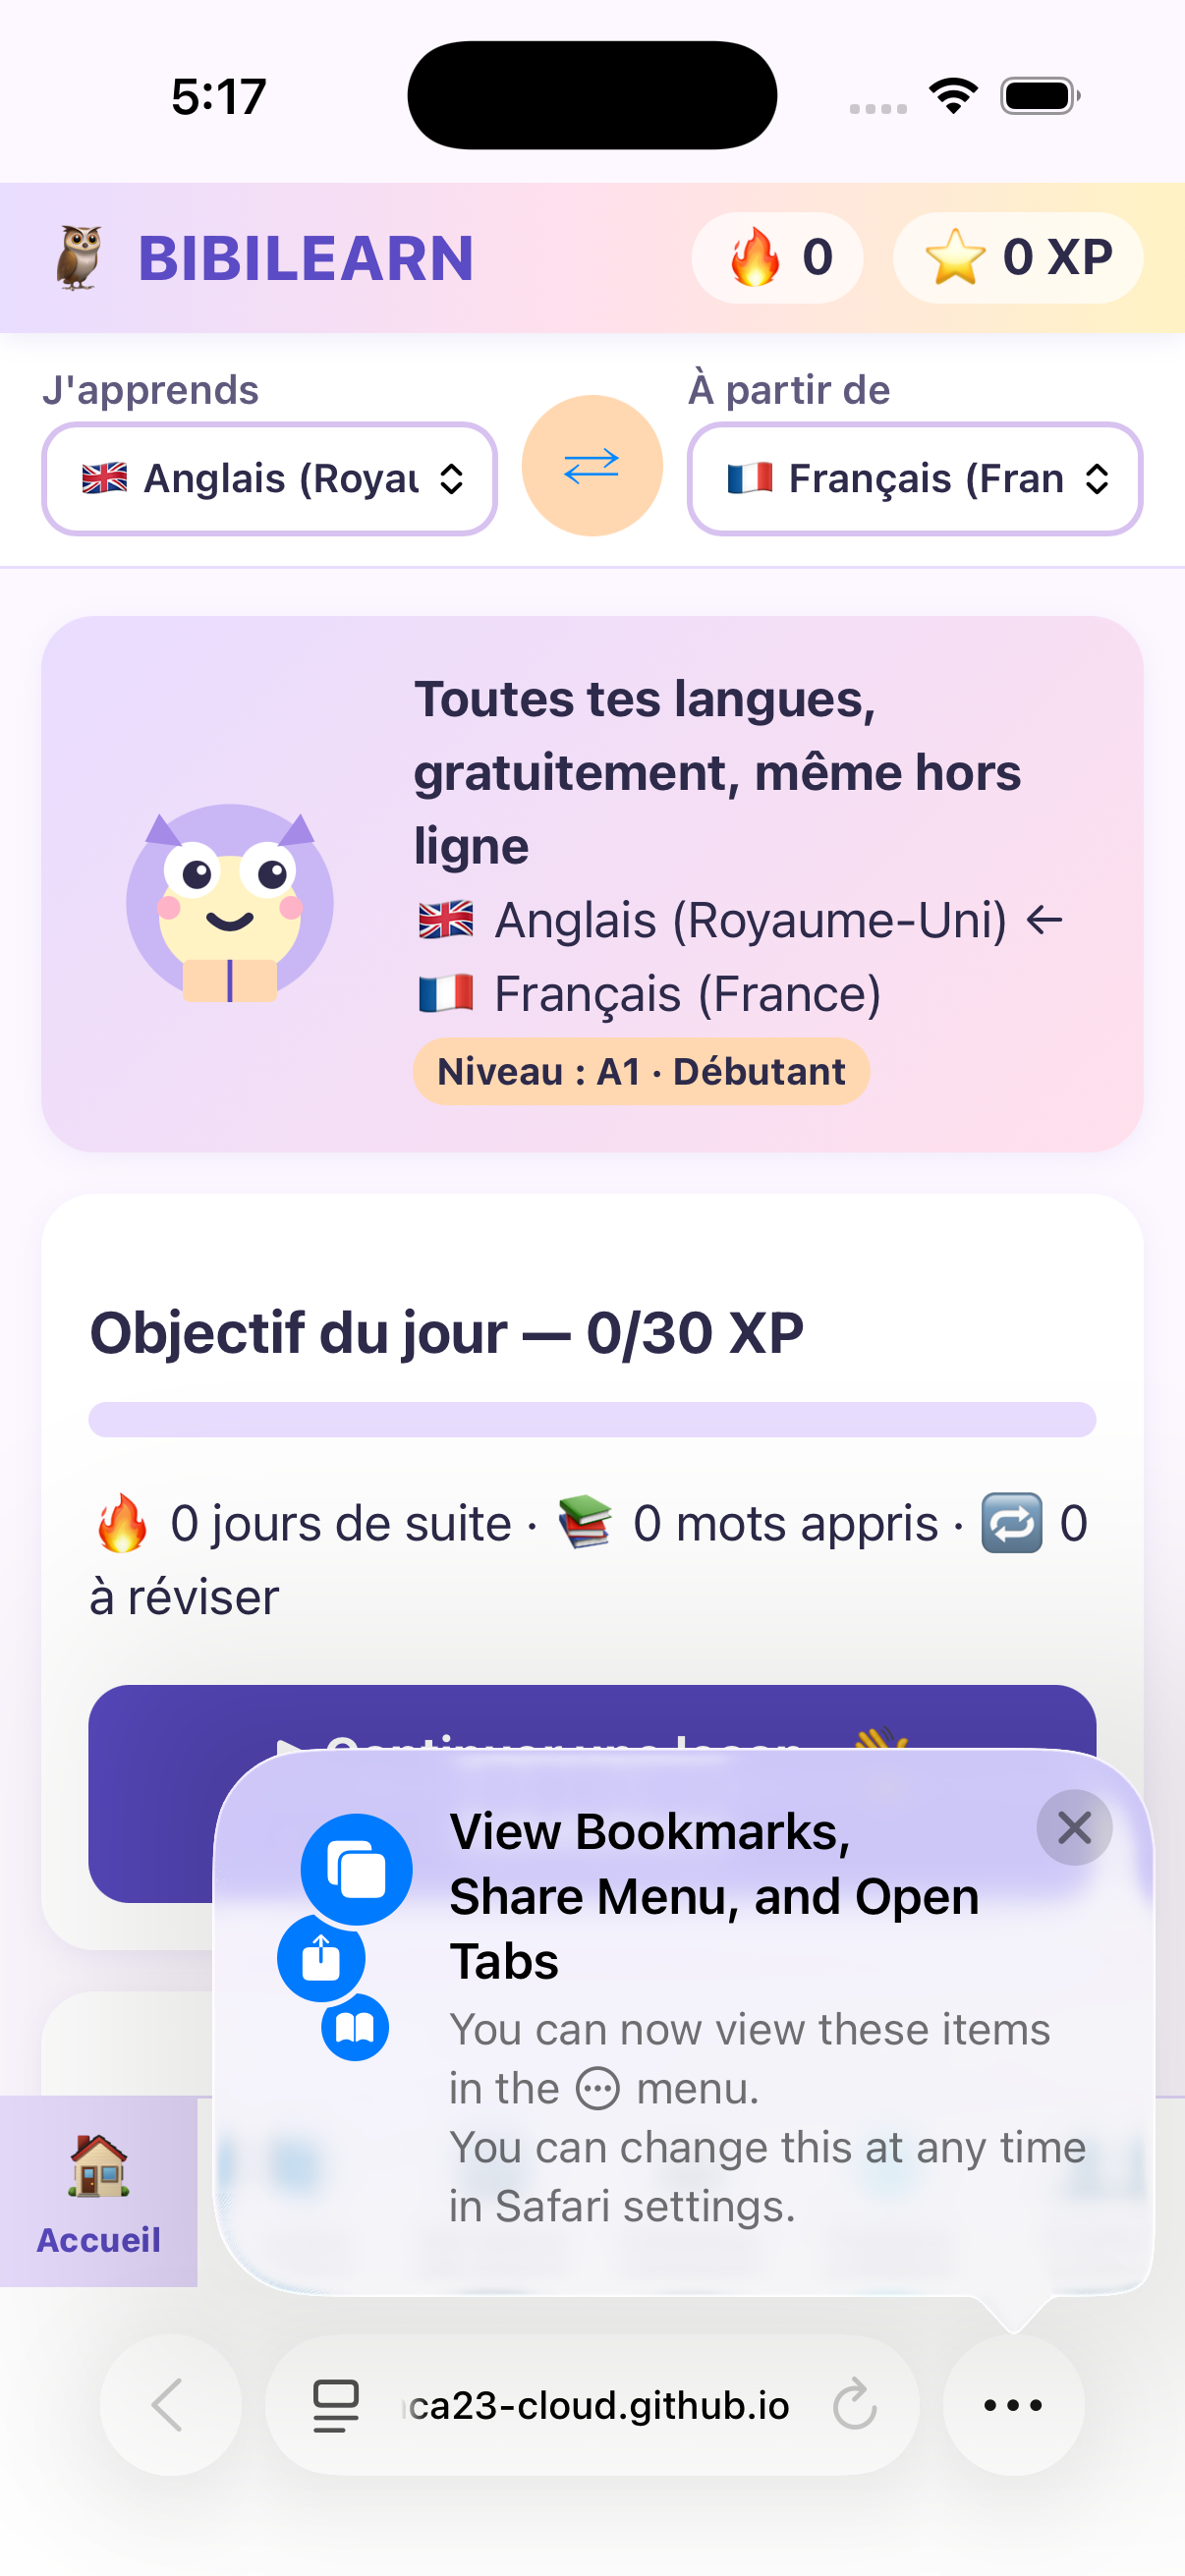 5:17
BIBILEARN
0
0 XP
J'apprends
À partir de
Anglais (Royau
Français (Fran
Toutes tes langues,
gratuitement, même hors
ligne
Anglais (Royaume-Uni) ←
Français (France)
Niveau : A1 · Débutant
Objectif du jour — 0/30 XP
0 jours de suite · 0 mots appris · 0
à réviser
▶ Continuer une leçon
View Bookmarks,
Share Menu, and Open
Tabs
You can now view these items
in the ··· menu.
You can change this at any time
in Safari settings.
Accueil
ca23-cloud.github.io